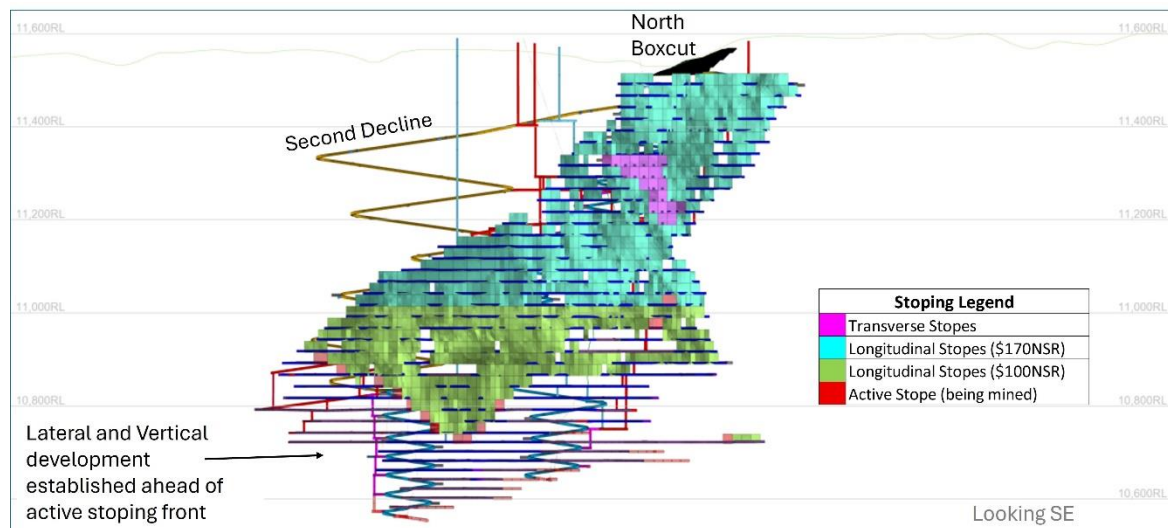 North
Boxcut
11,600RL
11,600RL
Second Decline
11,400RL
11,400RL
11,200RL
11,200RL
11,000RL
11,000RL
Stoping Legend
Transverse Stopes
Longitudinal Stopes ($170NSR)
Longitudinal Stopes ($100NSR)
Active Stope (being mined)
10,800RL
10,800RL
Lateral and Vertical
development
established ahead of
active stoping front
10,600RL
Looking SE